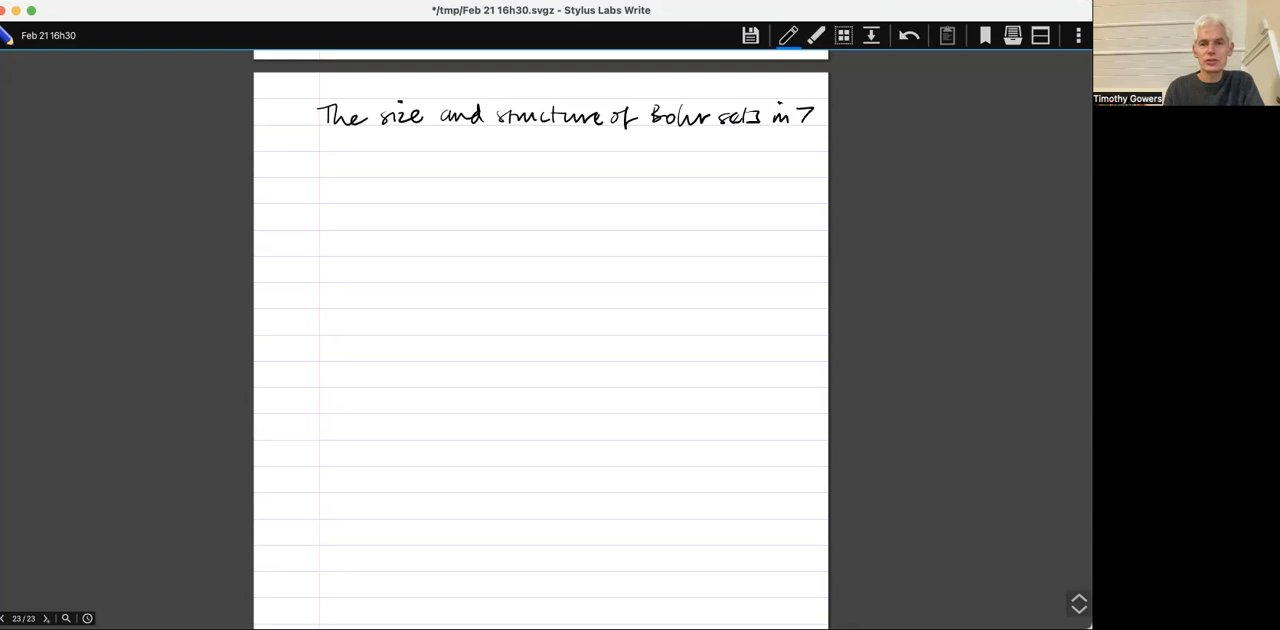 */tmp/Feb 21 16h30.svgz - Stylus Labs Write
Feb 21 16h30
Timothy Gowers
The size and structure of Bohr sets in
23/23